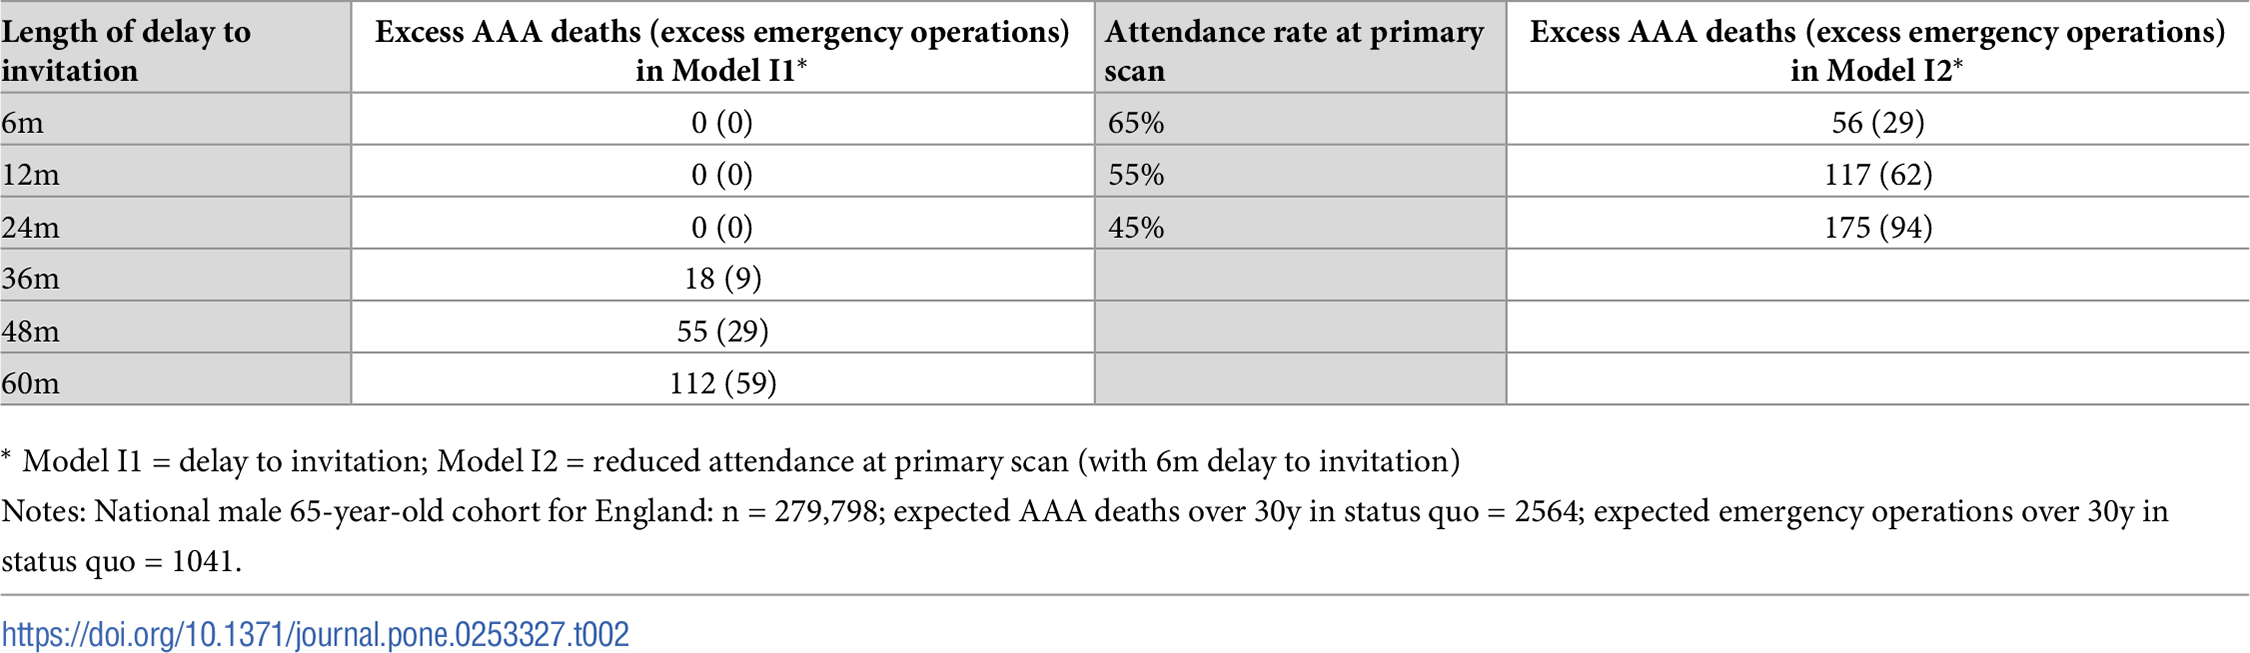 Length of delay to invitation | Excess AAA deaths (excess emergency operations) in Model I1* | Attendance rate at primary scan | Excess AAA deaths (excess emergency operations) in Model I2*
6m | 0 (0) | 65% | 56 (29)
12m | 0 (0) | 55% | 117 (62)
24m | 0 (0) | 45% | 175 (94)
36m | 18 (9)
48m | 55 (29)
60m | 112 (59)
* Model I1 = delay to invitation; Model I2 = reduced attendance at primary scan (with 6m delay to invitation)
Notes: National male 65-year-old cohort for England: n = 279,798; expected AAA deaths over 30y in status quo = 2564; expected emergency operations over 30y in
status quo = 1041.
https://doi.org/10.1371/journal.pone.0253327.t002